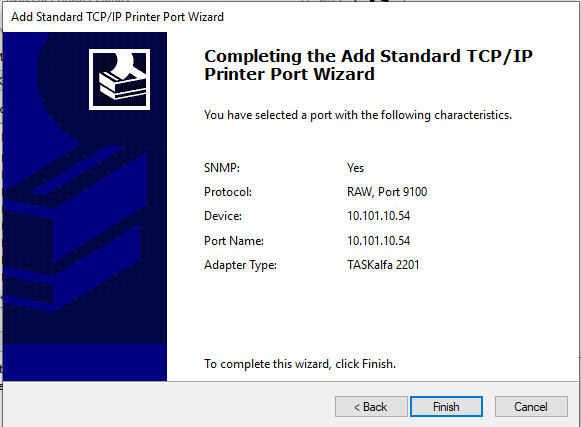 Add Standard TCP/IP Printer Port Wizard
Completing the Add Standard TCP/IP
Printer Port Wizard
You have selected a port with the following characteristics.
SNMP: Yes
Protocol: RAW, Port 9100
Device: 10.101.10.54
Port Name: 10.101.10.54
Adapter Type: TASKalfa 2201
To complete this wizard, click Finish.
< Back Finish Cancel